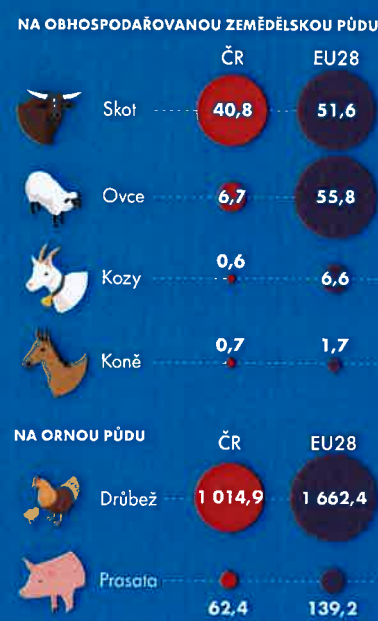 NA OBHOSPODAŘOVANOU ZEMĚDĚLSKOU PŮDU
ČR EU28
Skot 40,8 51,6
Ovce 6,7 55,8
Kozy 0,6 6,6
Koně 0,7 1,7
NA ORNOU PŮDU
ČR EU28
Drůbež 1 014,9 1 662,4
Prasata 62,4 139,2